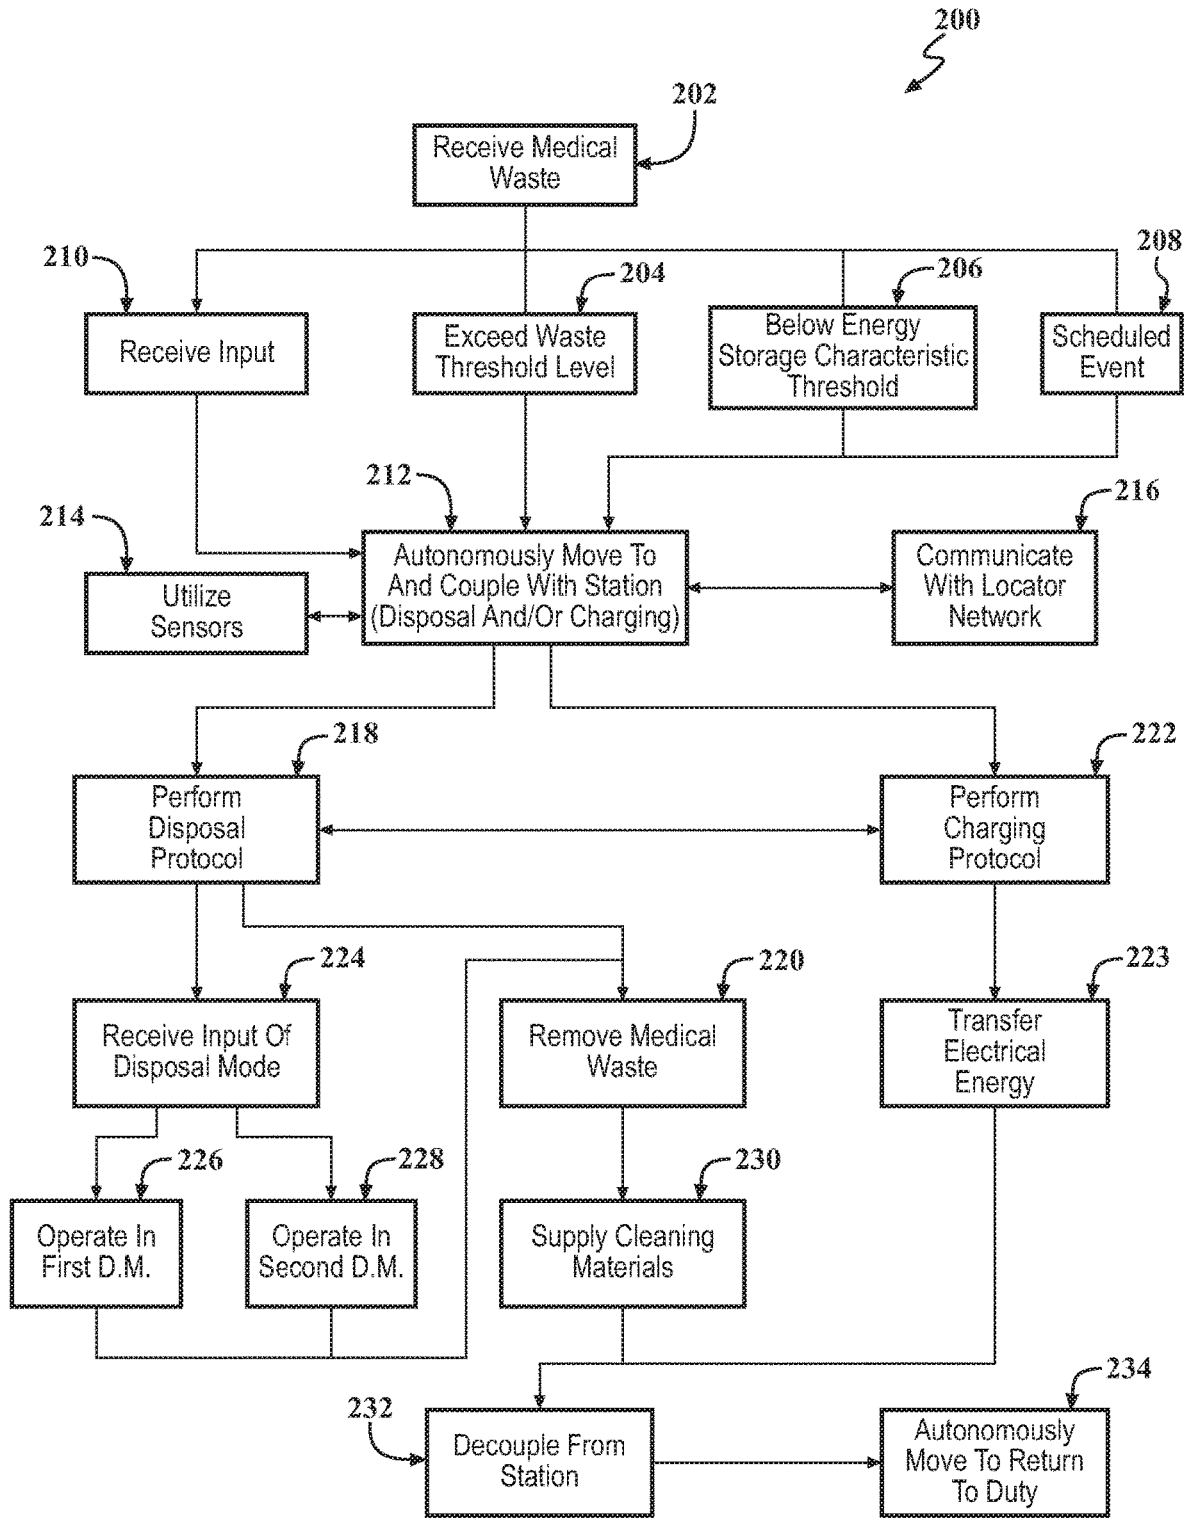 200
202
Receive Medical
Waste
210
204
206
208
Receive Input
Exceed Waste
Threshold Level
Below Energy
Storage Characteristic
Threshold
Scheduled
Event
212
214
216
Autonomously Move To
And Couple With Station
(Disposal And/Or Charging)
Utilize
Sensors
Communicate
With Locator
Network
218
222
Perform
Disposal
Protocol
Perform
Charging
Protocol
224
220
223
Receive Input Of
Disposal Mode
Remove Medical
Waste
Transfer
Electrical
Energy
226
228
230
Operate In
First D.M.
Operate In
Second D.M.
Supply Cleaning
Materials
232
234
Decouple From
Station
Autonomously
Move To Return
To Duty